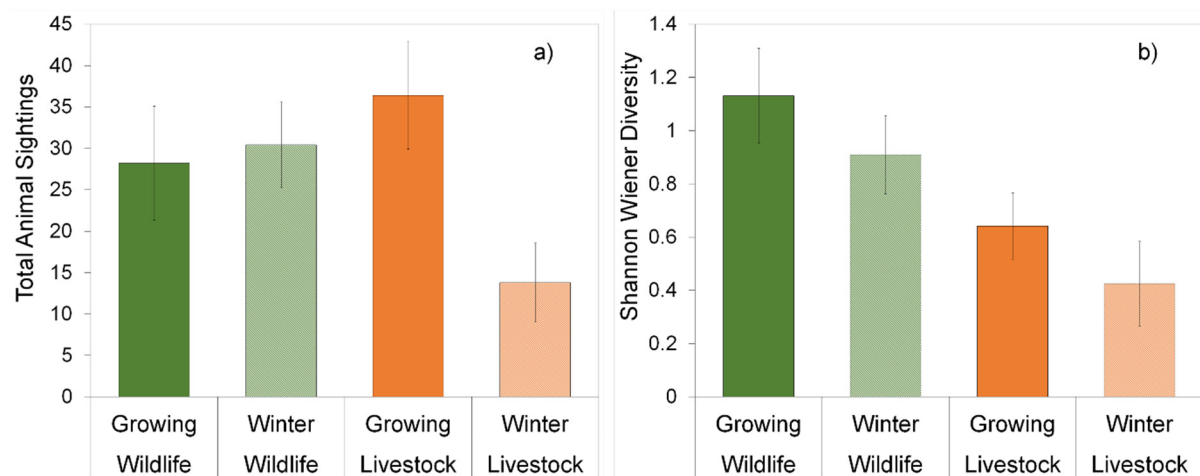 a)
Total Animal Sightings
45
40
35
30
25
20
15
10
5
0
Growing Winter Growing Winter
Wildlife Wildlife Livestock Livestock
b)
Shannon Wiener Diversity
1.4
1.2
1
0.8
0.6
0.4
0.2
0
Growing Winter Growing Winter
Wildlife Wildlife Livestock Livestock